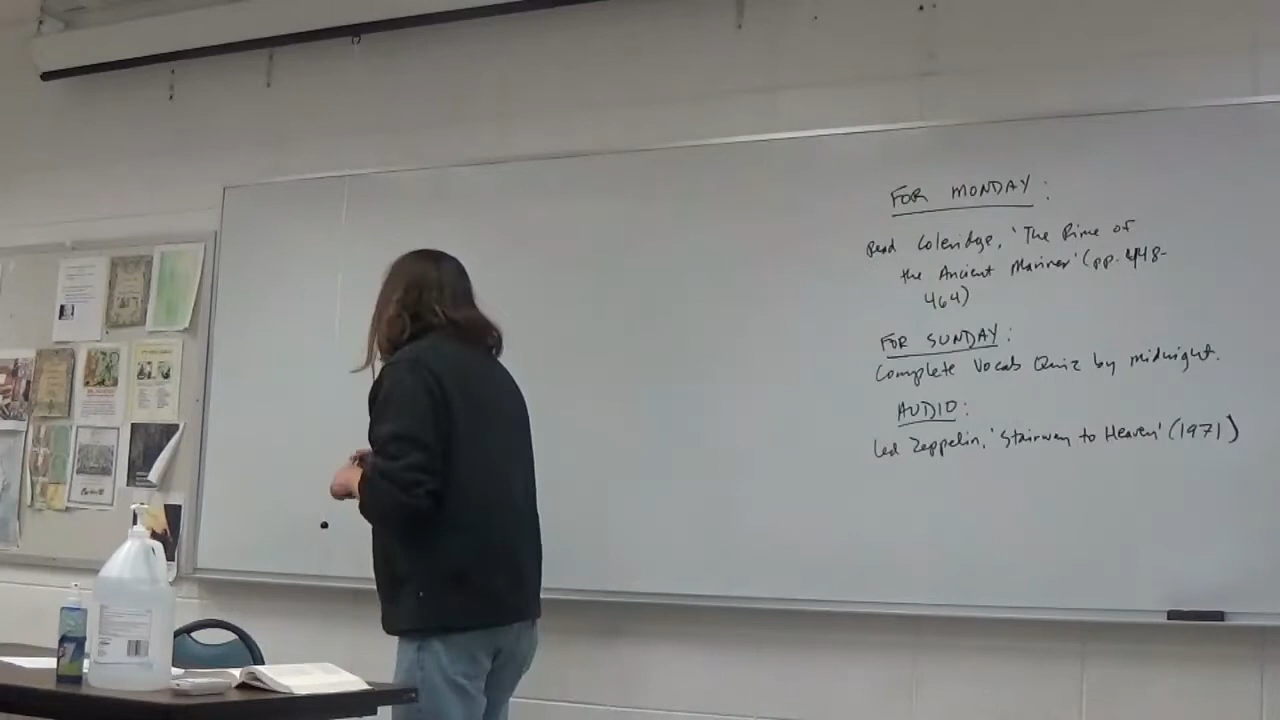 FOR MONDAY:
Read Coleridge, 'The Rime of
the Ancient Mariner' (pp. 448-
464)
FOR SUNDAY:
Complete Vocab Quiz by midnight.
AUDIO:
Led Zeppelin, 'Stairway to Heaven' (1971)